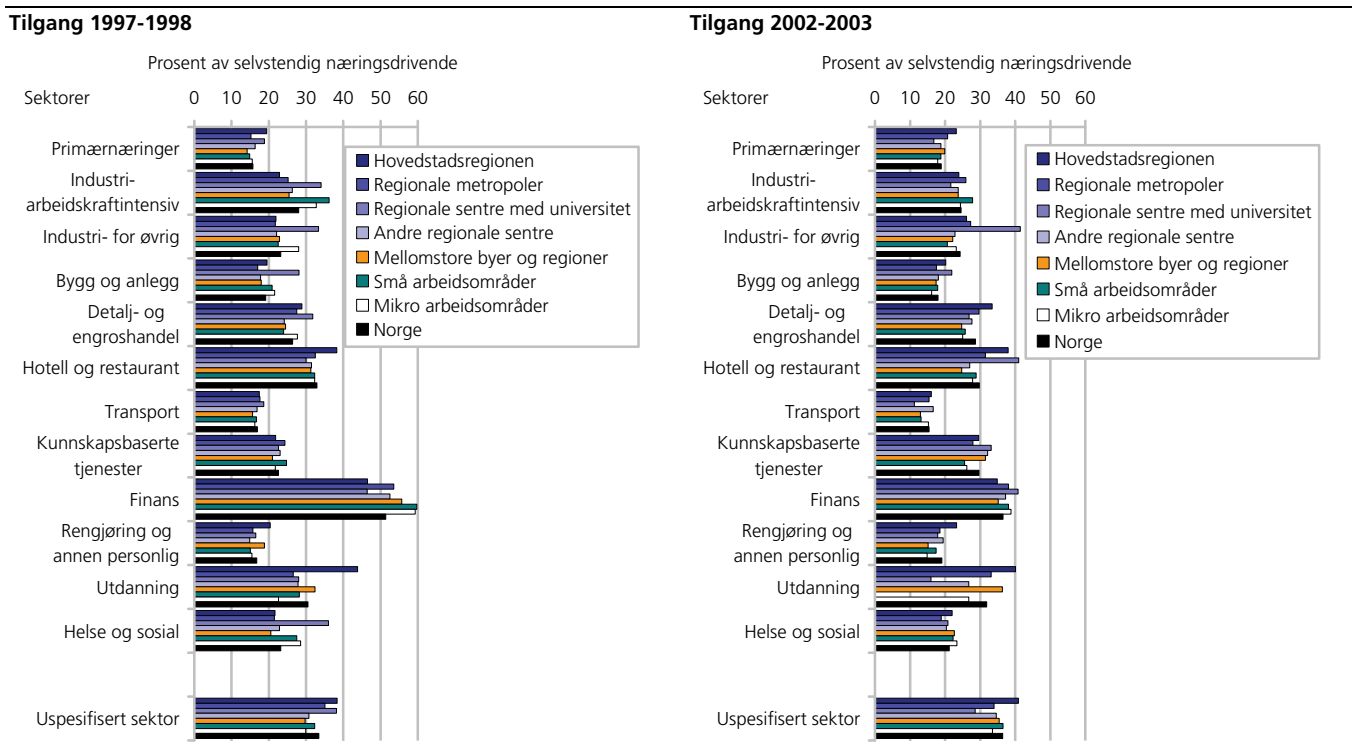 Tilgang 1997-1998
Prosent av selvstendig næringsdrivende
Sektorer 0 10 20 30 40 50 60
Primærnæringer
Industri-
arbeidskraftintensiv
Industri- for øvrig
Bygg og anlegg
Detalj- og
engroshandel
Hotell og restaurant
Transport
Kunnskapsbaserte
tjenester
Finans
Rengjøring og
annen personlig
Utdanning
Helse og sosial
Uspesifisert sektor
Hovedstadsregionen
Regionale metropoler
Regionale sentre med universitet
Andre regionale sentre
Mellomstore byer og regioner
Små arbeidsområder
Mikro arbeidsområder
Norge
Tilgang 2002-2003
Prosent av selvstendig næringsdrivende
Sektorer 0 10 20 30 40 50 60
Primærnæringer
Industri-
arbeidskraftintensiv
Industri- for øvrig
Bygg og anlegg
Detalj- og
engroshandel
Hotell og restaurant
Transport
Kunnskapsbaserte
tjenester
Finans
Rengjøring og
annen personlig
Utdanning
Helse og sosial
Uspesifisert sektor
Hovedstadsregionen
Regionale metropoler
Regionale sentre med universitet
Andre regionale sentre
Mellomstore byer og regioner
Små arbeidsområder
Mikro arbeidsområder
Norge